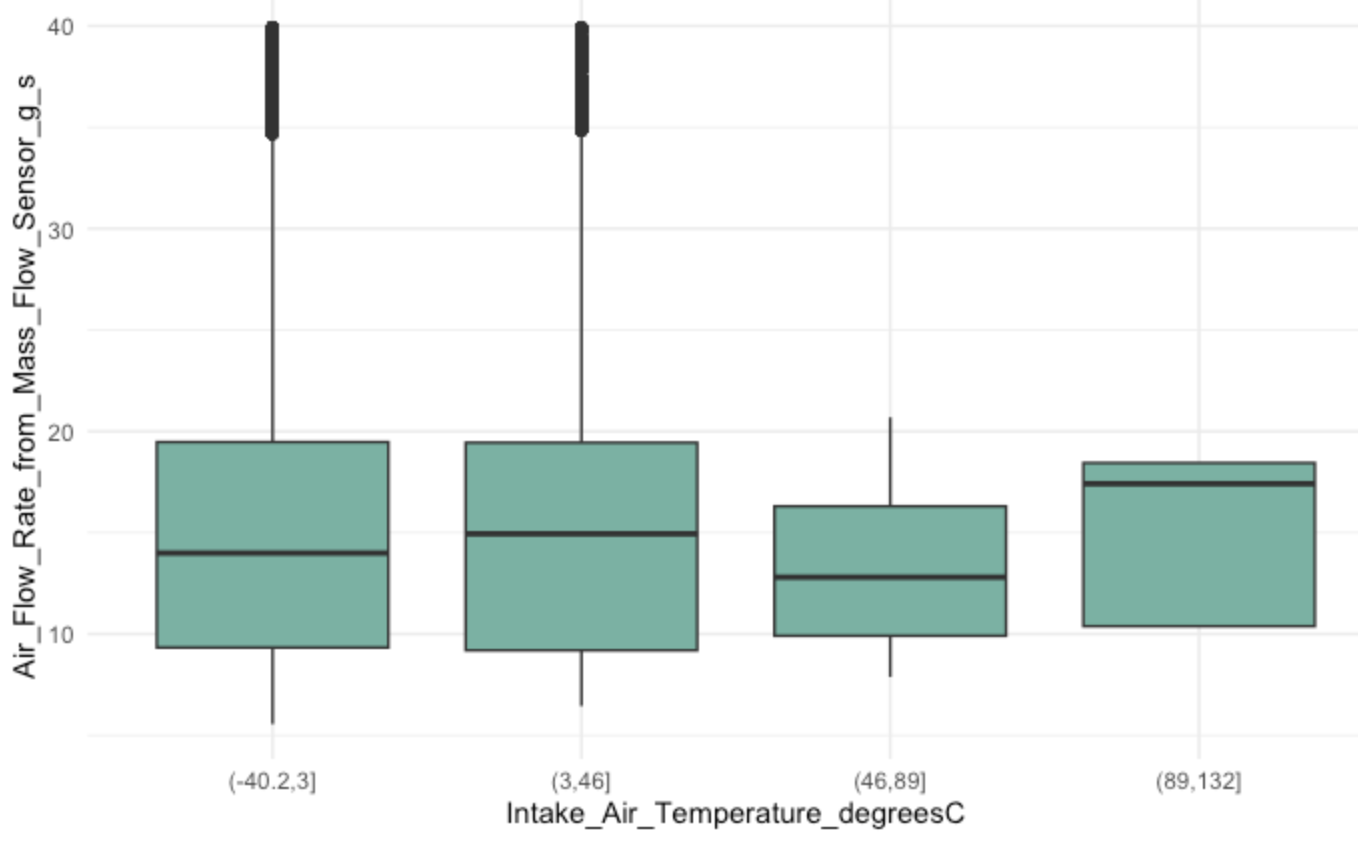 Air_Flow_Rate_from_Mass_Flow_Sensor_g_s
40
30
20
10
(-40.2,3] (3,46] (46,89] (89,132]
Intake_Air_Temperature_degreesC